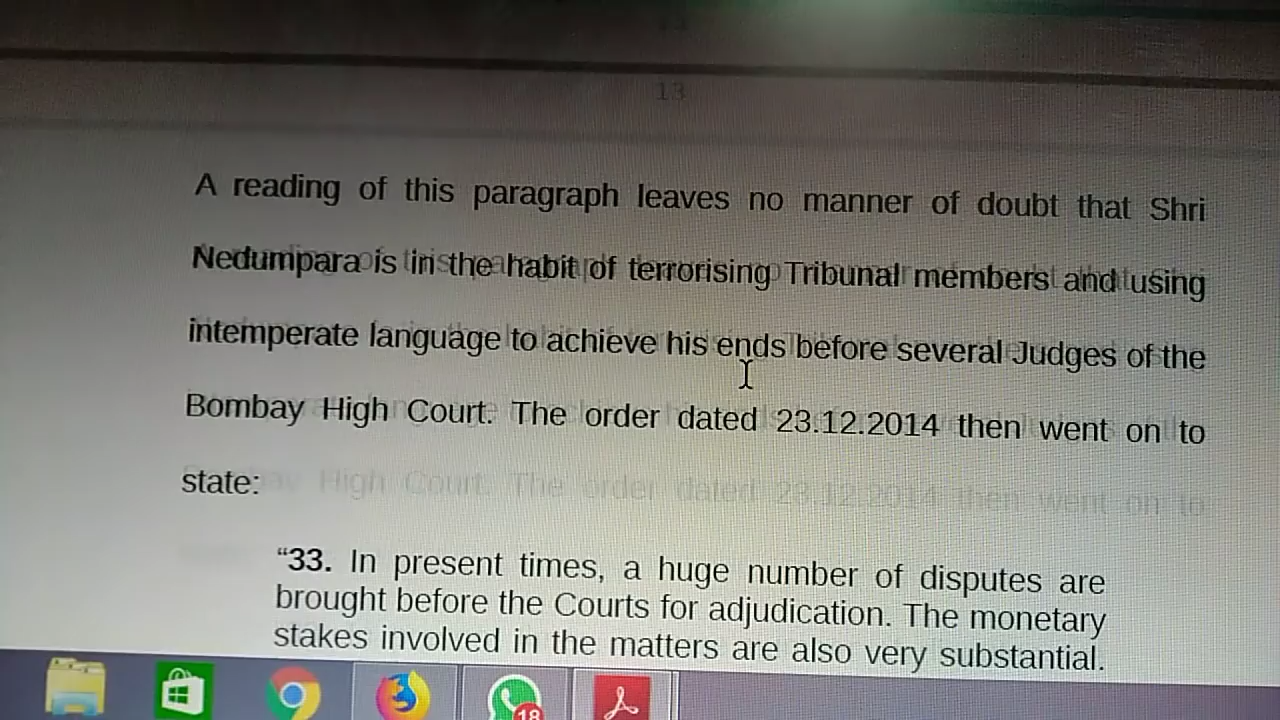 13
A reading of this paragraph leaves no manner of doubt that Shri
Nedumpara is in the habit of terrorising Tribunal members and using
intemperate language to achieve his ends before several Judges of the
Bombay High Court. The order dated 23.12.2014 then went on to
state:
“33. In present times, a huge number of disputes are
brought before the Courts for adjudication. The monetary
stakes involved in the matters are also very substantial.
18